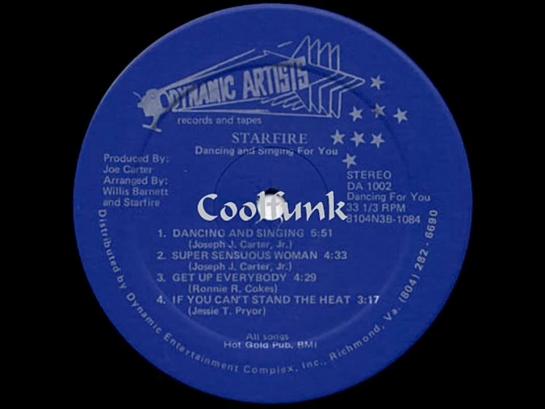 DYNAMIC ARTISTS
records and tapes
STARFIRE
Dancing and Singing For You
Produced By:
Joe Carter
Arranged By:
Willis Barnett
and Starfire
STEREO
DA 1002
Dancing For You
33 1/3 RPM
8104N3B-1084
Coolfunk
1. DANCING AND SINGING 5:51
(Joseph J. Carter, Jr.)
2. SUPER SENSUOUS WOMAN 4:33
(Joseph J. Carter, Jr.)
3. GET UP EVERYBODY 4:29
(Ronnie R. Cokes)
4. IF YOU CAN'T STAND THE HEAT 3:17
(Jessie T. Pryor)
All songs
Hot Gold Pub, BMI
Distributed by Dynamic Entertainment Complex, Inc., Richmond, Va. (804) 282 - 6690